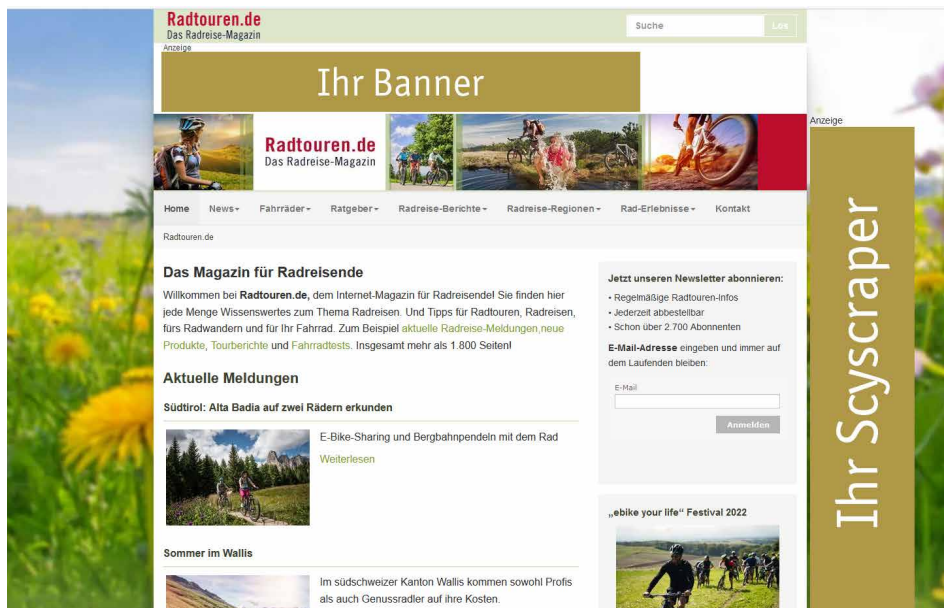 Radtouren.de
Das Radreise-Magazin
Suche
Los
Anzeige
Ihr Banner
Anzeige
Radtouren.de
Das Radreise-Magazin
Home News Fahrräder Ratgeber Radreise-Berichte Radreise-Regionen Rad-Erlebnisse Kontakt
Radtouren.de
Das Magazin für Radreisende
Willkommen bei Radtouren.de, dem Internet-Magazin für Radreisende! Sie finden hier
jede Menge Wissenswertes zum Thema Radreisen. Und Tipps für Radtouren, Radreisen,
fürs Radwandern und für Ihr Fahrrad. Zum Beispiel aktuelle Radreise-Meldungen,neue
Produkte, Tourberichte und Fahrradtests. Insgesamt mehr als 1.800 Seiten!
Aktuelle Meldungen
Südtirol: Alta Badia auf zwei Rädern erkunden
E-Bike-Sharing und Bergbahnpendeln mit dem Rad
Weiterlesen
Sommer im Wallis
Im südschweizer Kanton Wallis kommen sowohl Profis
als auch Genussradler auf ihre Kosten.
Jetzt unseren Newsletter abonnieren:
• Regelmäßige Radtouren-Infos
• Jederzeit abbestellbar
• Schon über 2.700 Abonnenten
E-Mail-Adresse eingeben und immer auf
dem Laufenden bleiben:
E-Mail
Anmelden
„ebike your life“ Festival 2022
Ihr Scyscraper